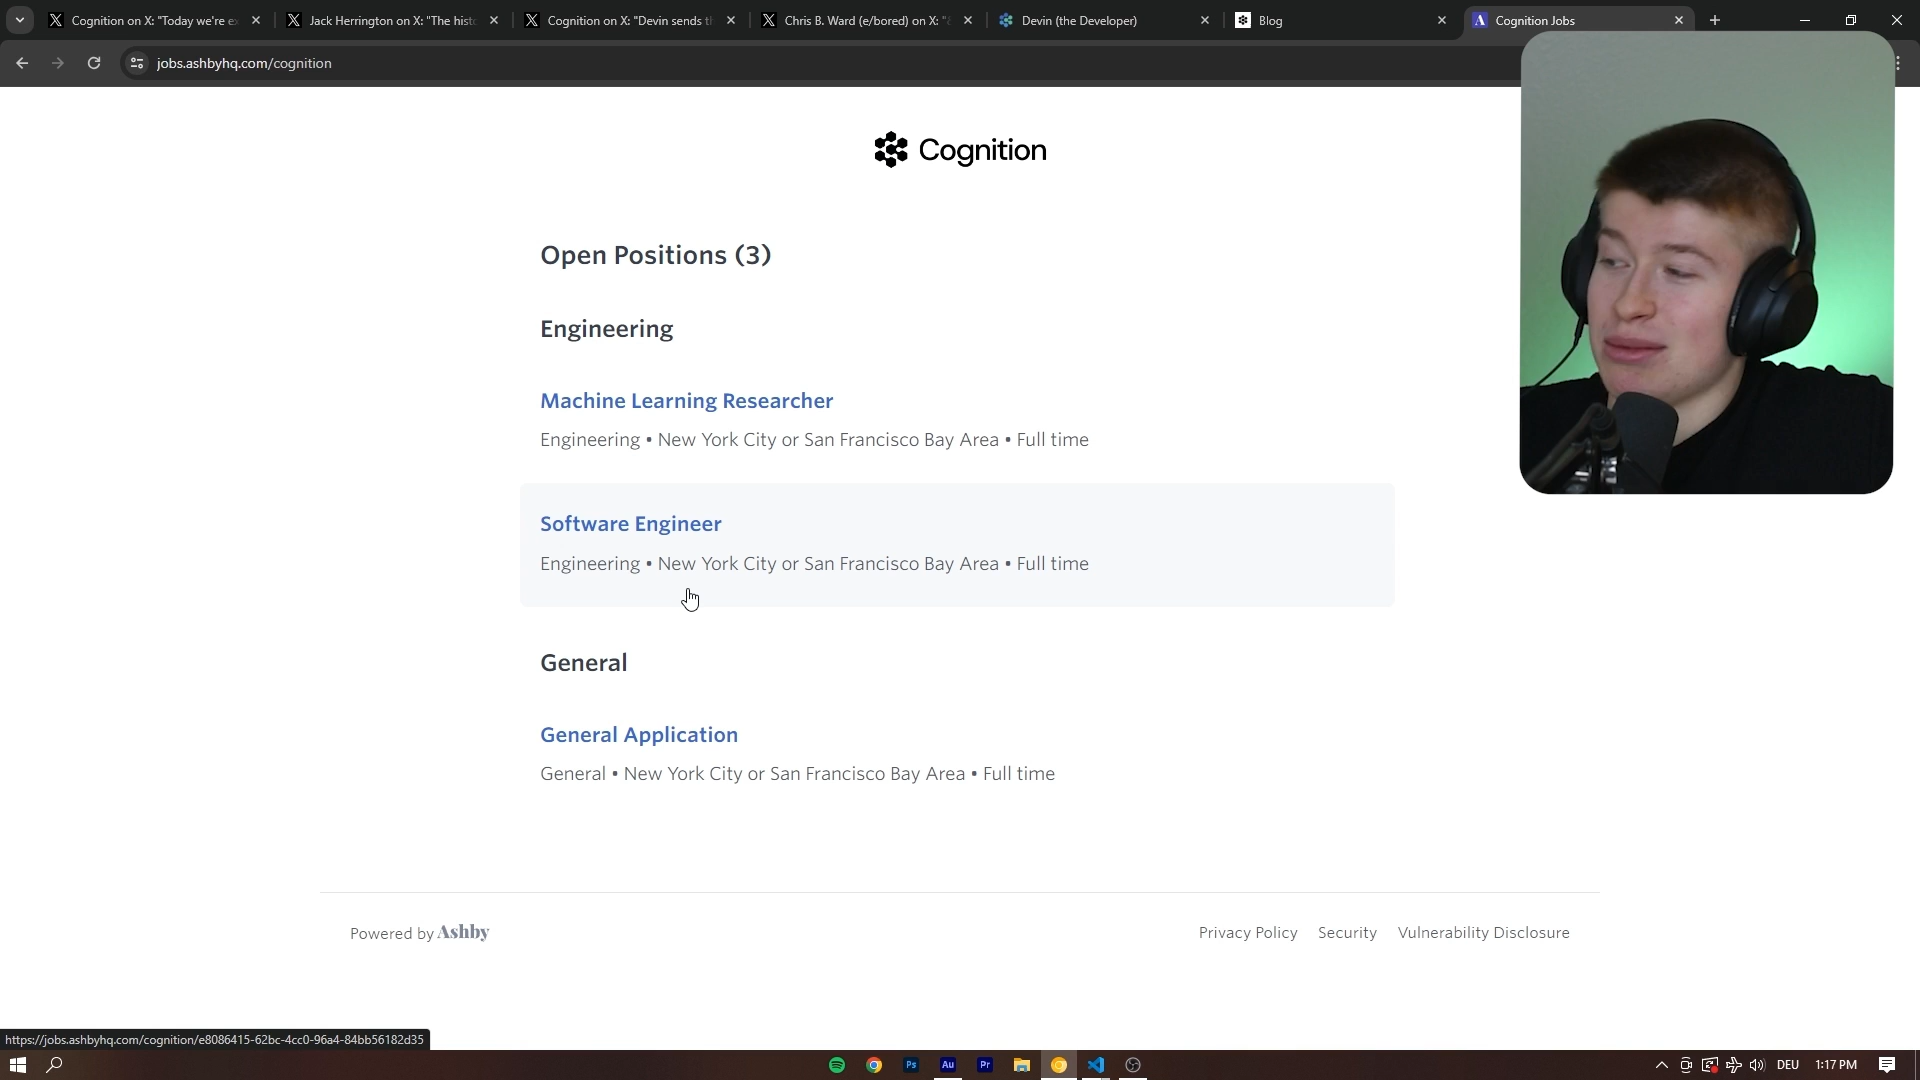 Cognition on X: "Today we're e
Jack Herrington on X: "The hist
Cognition on X: "Devin sends t
Chris B. Ward (e/bored) on X: "
Devin (the Developer)
Blog
Cognition Jobs
jobs.ashbyhq.com/cognition
Cognition
Open Positions (3)
Engineering
Machine Learning Researcher
Engineering • New York City or San Francisco Bay Area • Full time
Software Engineer
Engineering • New York City or San Francisco Bay Area • Full time
General
General Application
General • New York City or San Francisco Bay Area • Full time
Powered by Ashby
Privacy Policy
Security
Vulnerability Disclosure
https://jobs.ashbyhq.com/cognition/e8086415-62bc-4cc0-96a4-84bb56182d35
Ps
Au
Pr
DEU
1:17 PM